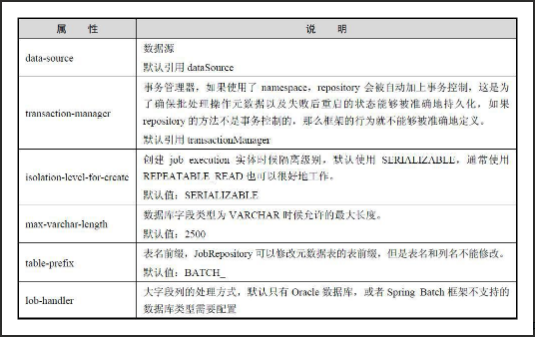 属 性 说 明
data-source
数据源
默认引用 dataSource
transaction-manager
事务管理器，如果使用了 namespace，repository 会被自动加上事务控制，这是为
了确保批处理操作元数据以及失败后重启的状态能够被准确地持久化，如果
repository 的方法不是事务控制的，那么框架的行为就不能够被准确地定义。
默认引用 transactionManager
isolation-level-for-create
创建 job execution 实体时候隔离级别，默认使用 SERIALIZABLE，通常使用
REPEATABLE_READ 也可以很好地工作。
默认值：SERIALIZABLE
max-varchar-length
数据库字段类型为 VARCHAR 时候允许的最大长度。
默认值：2500
table-prefix
表名前缀，JobRepository 可以修改元数据表的表前缀，但是表名和列名不能修改。
默认值：BATCH_
lob-handler
大字段列的处理方式，默认只有 Oracle 数据库，或者 Spring Batch 框架不支持的
数据库类型需要配置